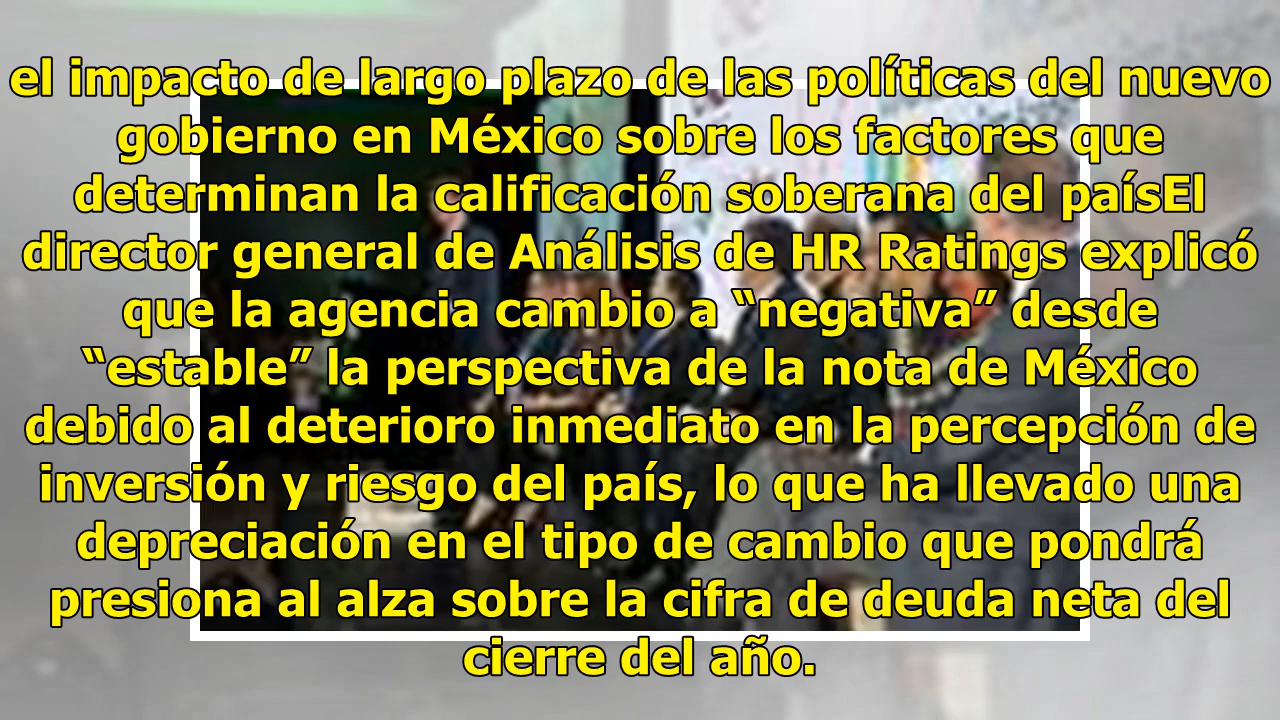 el impacto de largo plazo de las políticas del nuevo
gobierno en México sobre los factores que
determinan la calificación soberana del paísEl
director general de Análisis de HR Ratings explicó
que la agencia cambio a “negativa” desde
“estable” la perspectiva de la nota de México
debido al deterioro inmediato en la percepción de
inversión y riesgo del país, lo que ha llevado una
depreciación en el tipo de cambio que pondrá
presiona al alza sobre la cifra de deuda neta del
cierre del año.